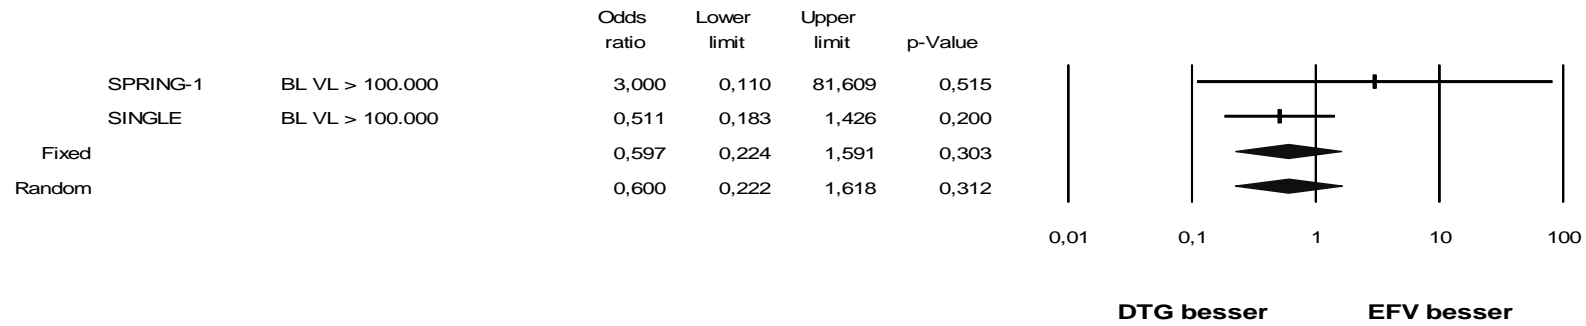 Odds Lower Upper
ratio limit limit p-Value
SPRING-1 BL VL > 100.000 3,000 0,110 81,609 0,515
SINGLE BL VL > 100.000 0,511 0,183 1,426 0,200
Fixed 0,597 0,224 1,591 0,303
Random 0,600 0,222 1,618 0,312
0,01 0,1 1 10 100
DTG besser EFV besser